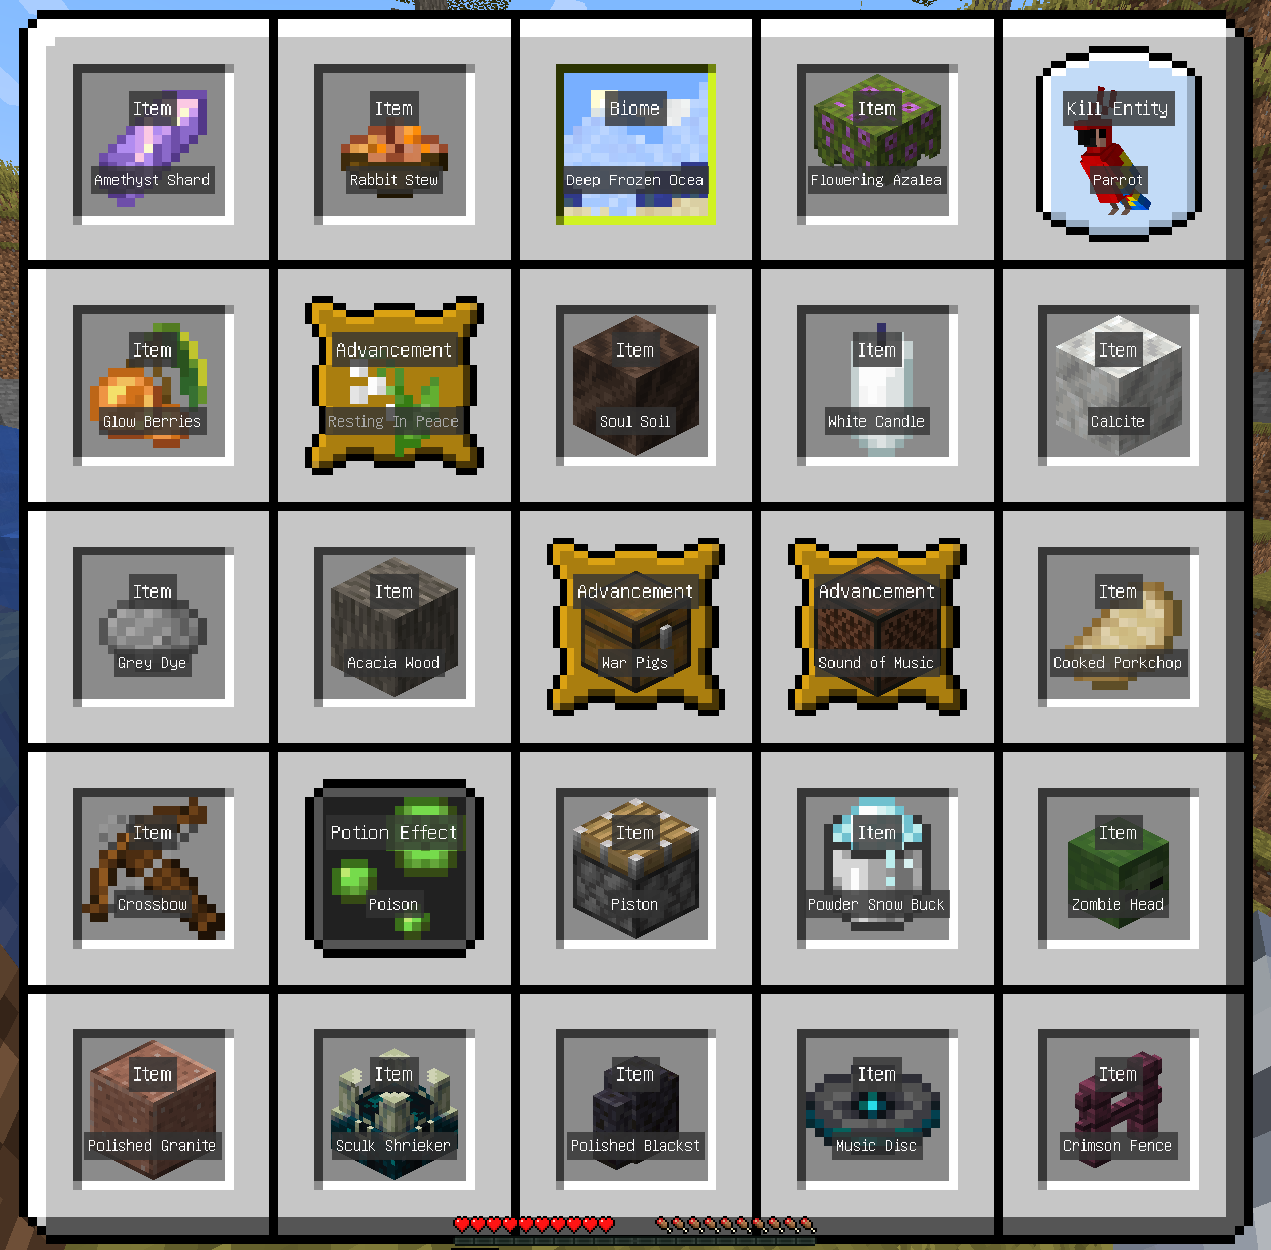 Item
Amethyst Shard
Item
Rabbit Stew
Biome
Deep Frozen Ocea
Item
Flowering Azalea
Kill Entity
Parrot
Item
Glow Berries
Advancement
Resting In Peace
Item
Soul Soil
Item
White Candle
Item
Calcite
Item
Grey Dye
Item
Acacia Wood
Advancement
War Pigs
Advancement
Sound of Music
Item
Cooked Porkchop
Item
Crossbow
Potion Effect
Poison
Item
Piston
Item
Powder Snow Buck
Item
Zombie Head
Item
Polished Granite
Item
Sculk Shrieker
Item
Polished Blackst
Item
Music Disc
Item
Crimson Fence